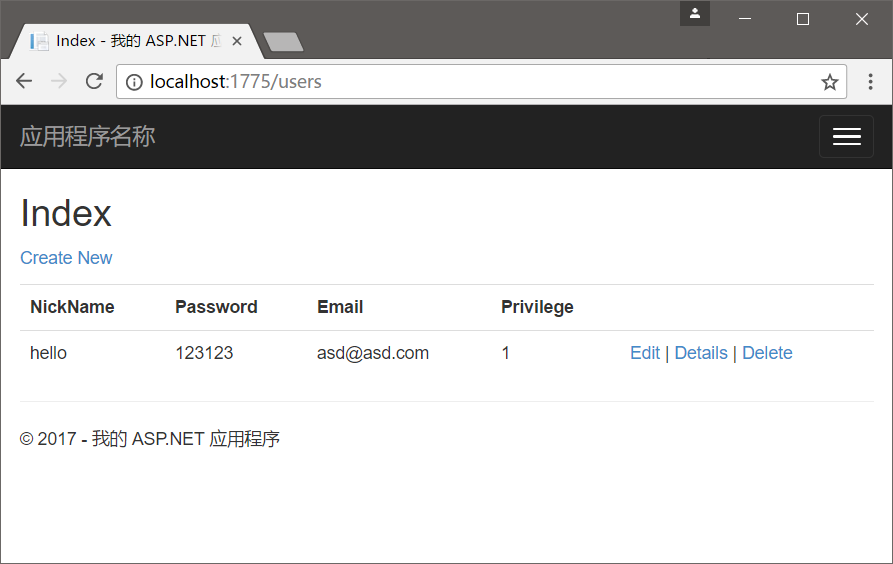 Index - 我的 ASP.NET
localhost:1775/users
应用程序名称
Index
Create New
NickName Password Email Privilege
hello 123123 asd@asd.com 1 Edit | Details | Delete
© 2017 - 我的 ASP.NET 应用程序